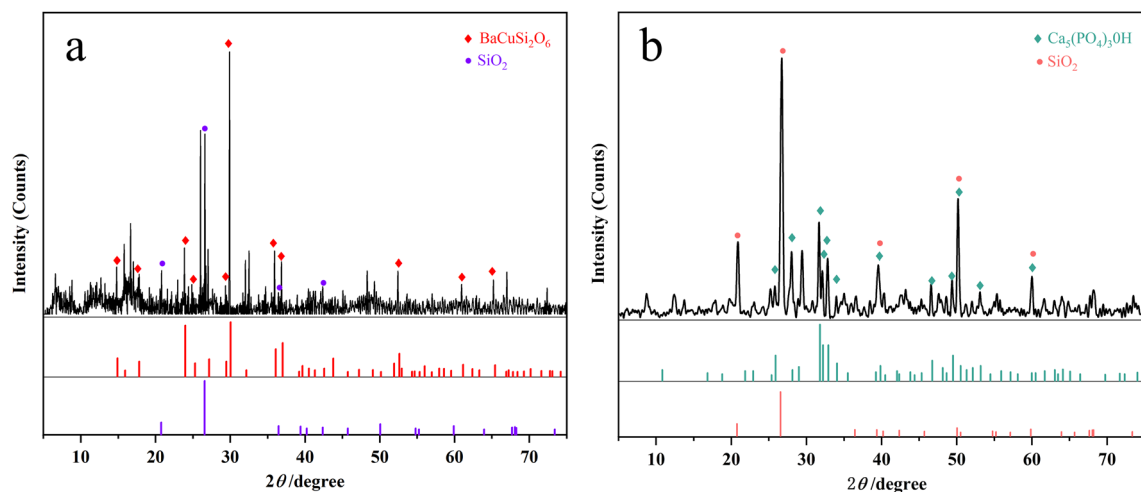 a
BaCuSi₂O₆
SiO₂
Intensity (Counts)
10 20 30 40 50 60 70
2θ/degree
b
Ca₅(PO₄)₃0H
SiO₂
Intensity (Counts)
10 20 30 40 50 60 70
2θ/degree